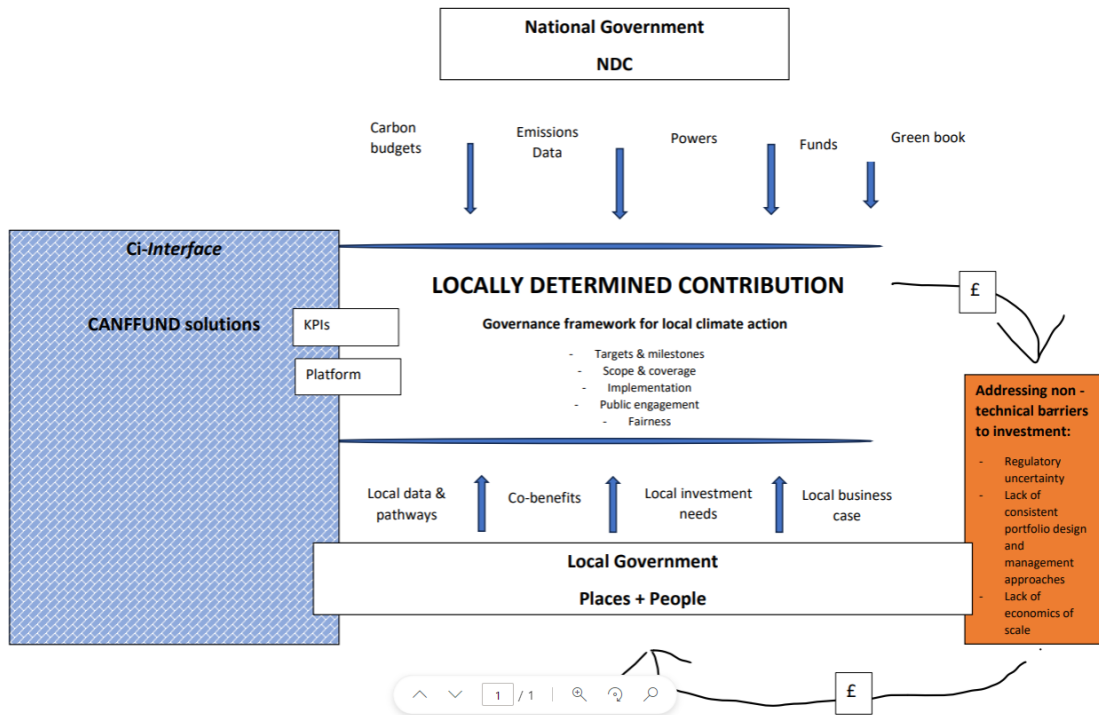 National Government
NDC
Carbon
budgets
Emissions
Data
Powers
Funds
Green book
Ci-Interface
CANFFUND solutions
KPIs
Platform
LOCALLY DETERMINED CONTRIBUTION
Governance framework for local climate action
- Targets & milestones
- Scope & coverage
- Implementation
- Public engagement
- Fairness
£
Addressing non -
technical barriers
to investment:
- Regulatory
uncertainty
- Lack of
consistent
portfolio design
and
management
approaches
- Lack of
economics of
scale
Local data &
pathways
Co-benefits
Local investment
needs
Local business
case
Local Government
Places + People
£
1 / 1